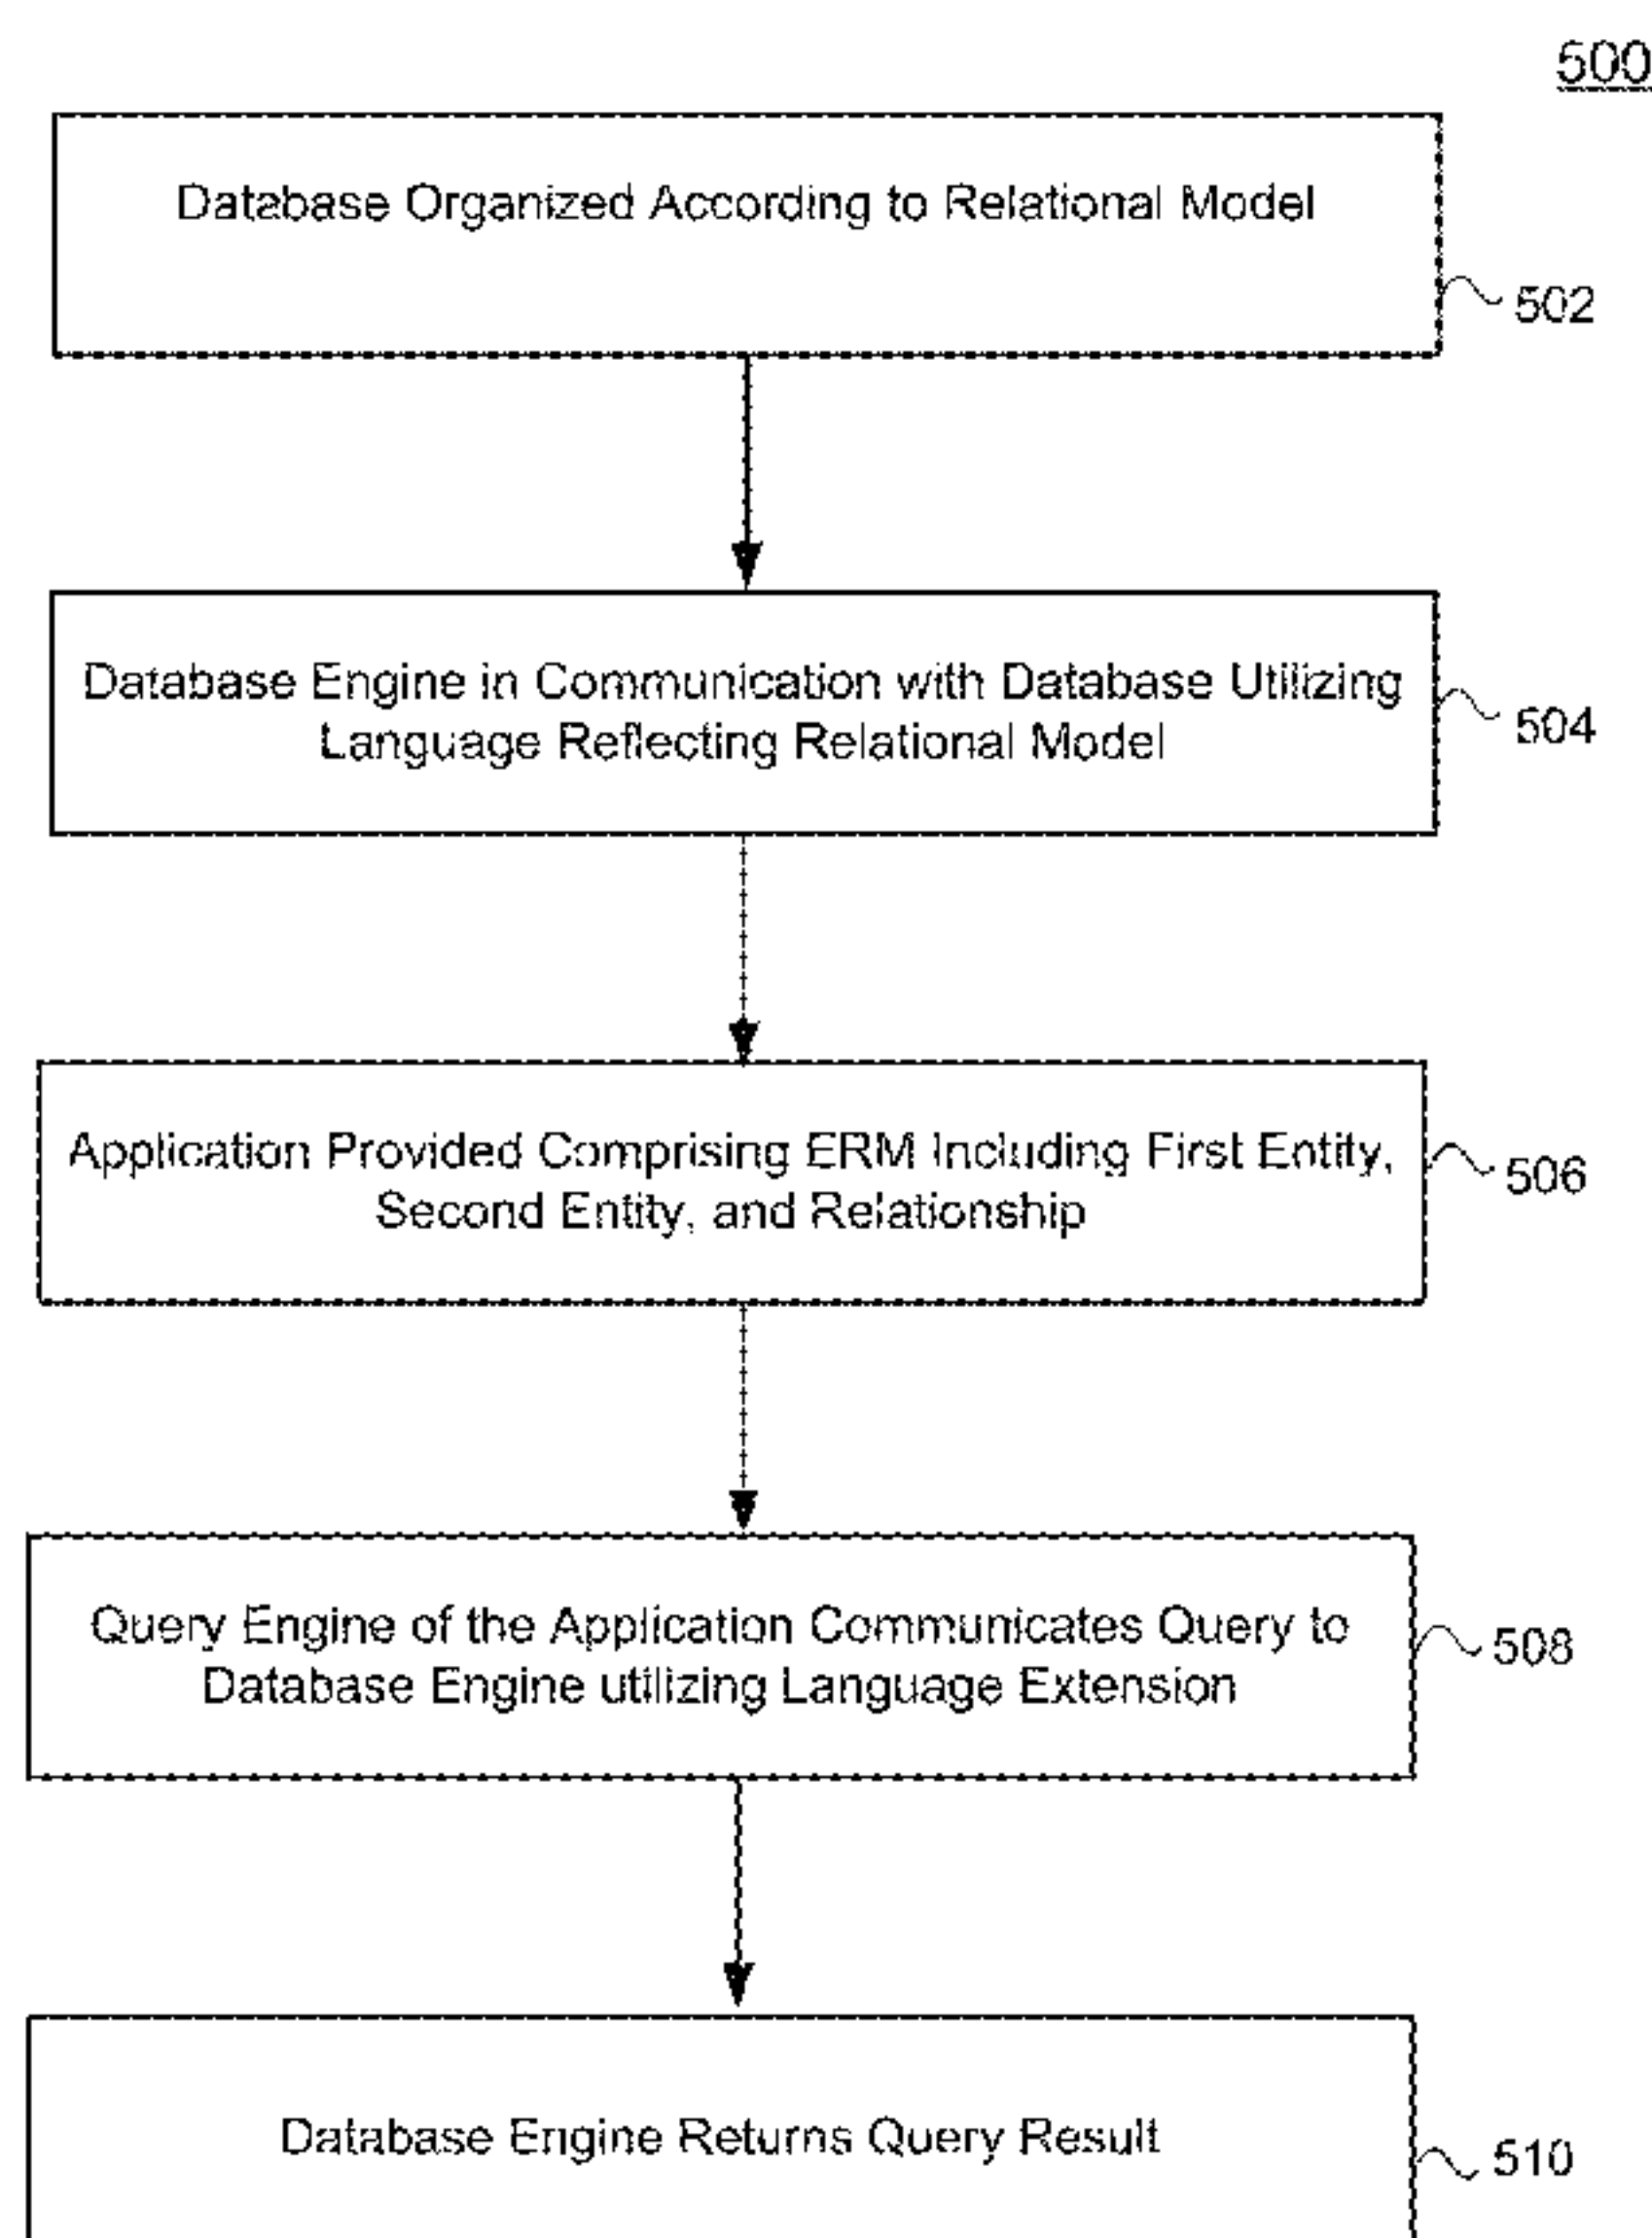 500
Database Organized According to Relational Model
502
Database Engine in Communication with Database Utilizing
Language Reflecting Relational Model
504
Application Provided Comprising ERM Including First Entity,
Second Entity, and Relationship
506
Query Engine of the Application Communicates Query to
Database Engine utilizing Language Extension
508
Database Engine Returns Query Result
510